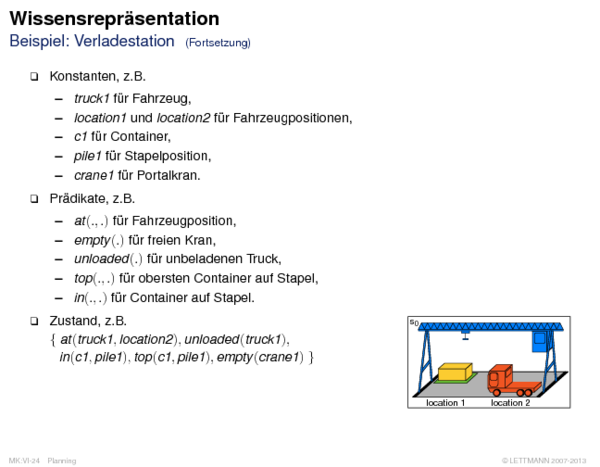 Wissensrepräsentation
Beispiel: Verladestation (Fortsetzung)
❑ Konstanten, z.B.
– truck1 für Fahrzeug,
– location1 und location2 für Fahrzeugpositionen,
– c1 für Container,
– pile1 für Stapelposition,
– crane1 für Portalkran.
❑ Prädikate, z.B.
– at(., .) für Fahrzeugposition,
– empty(.) für freien Kran,
– unloaded(.) für unbeladenen Truck,
– top(., .) für obersten Container auf Stapel,
– in(., .) für Container auf Stapel.
❑ Zustand, z.B.
{ at(truck1, location2), unloaded(truck1),
in(c1, pile1), top(c1, pile1), empty(crane1) }
s0
location 1 location 2
MK:VI-24 Planning © LETTMANN 2007-2013